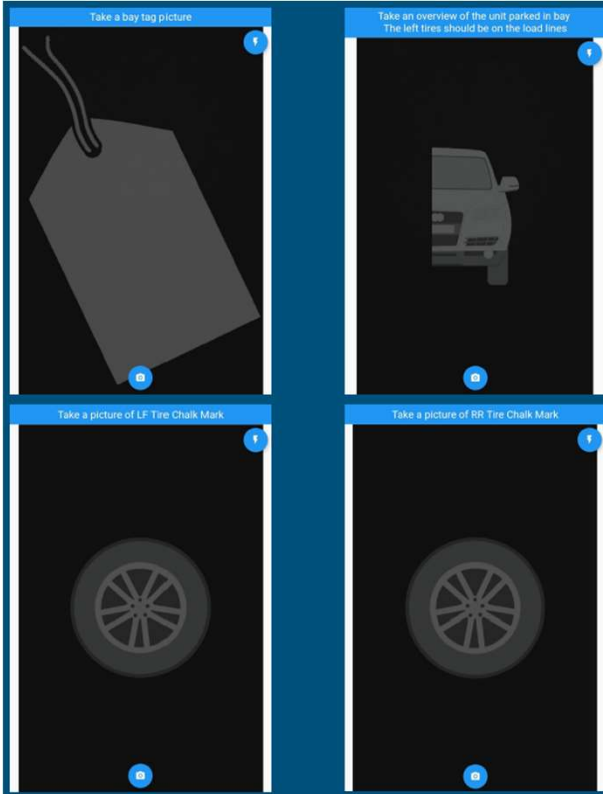 Take a bay tag picture
Take an overview of the unit parked in bay
The left tires should be on the load lines
Take a picture of LF Tire Chalk Mark
Take a picture of RR Tire Chalk Mark